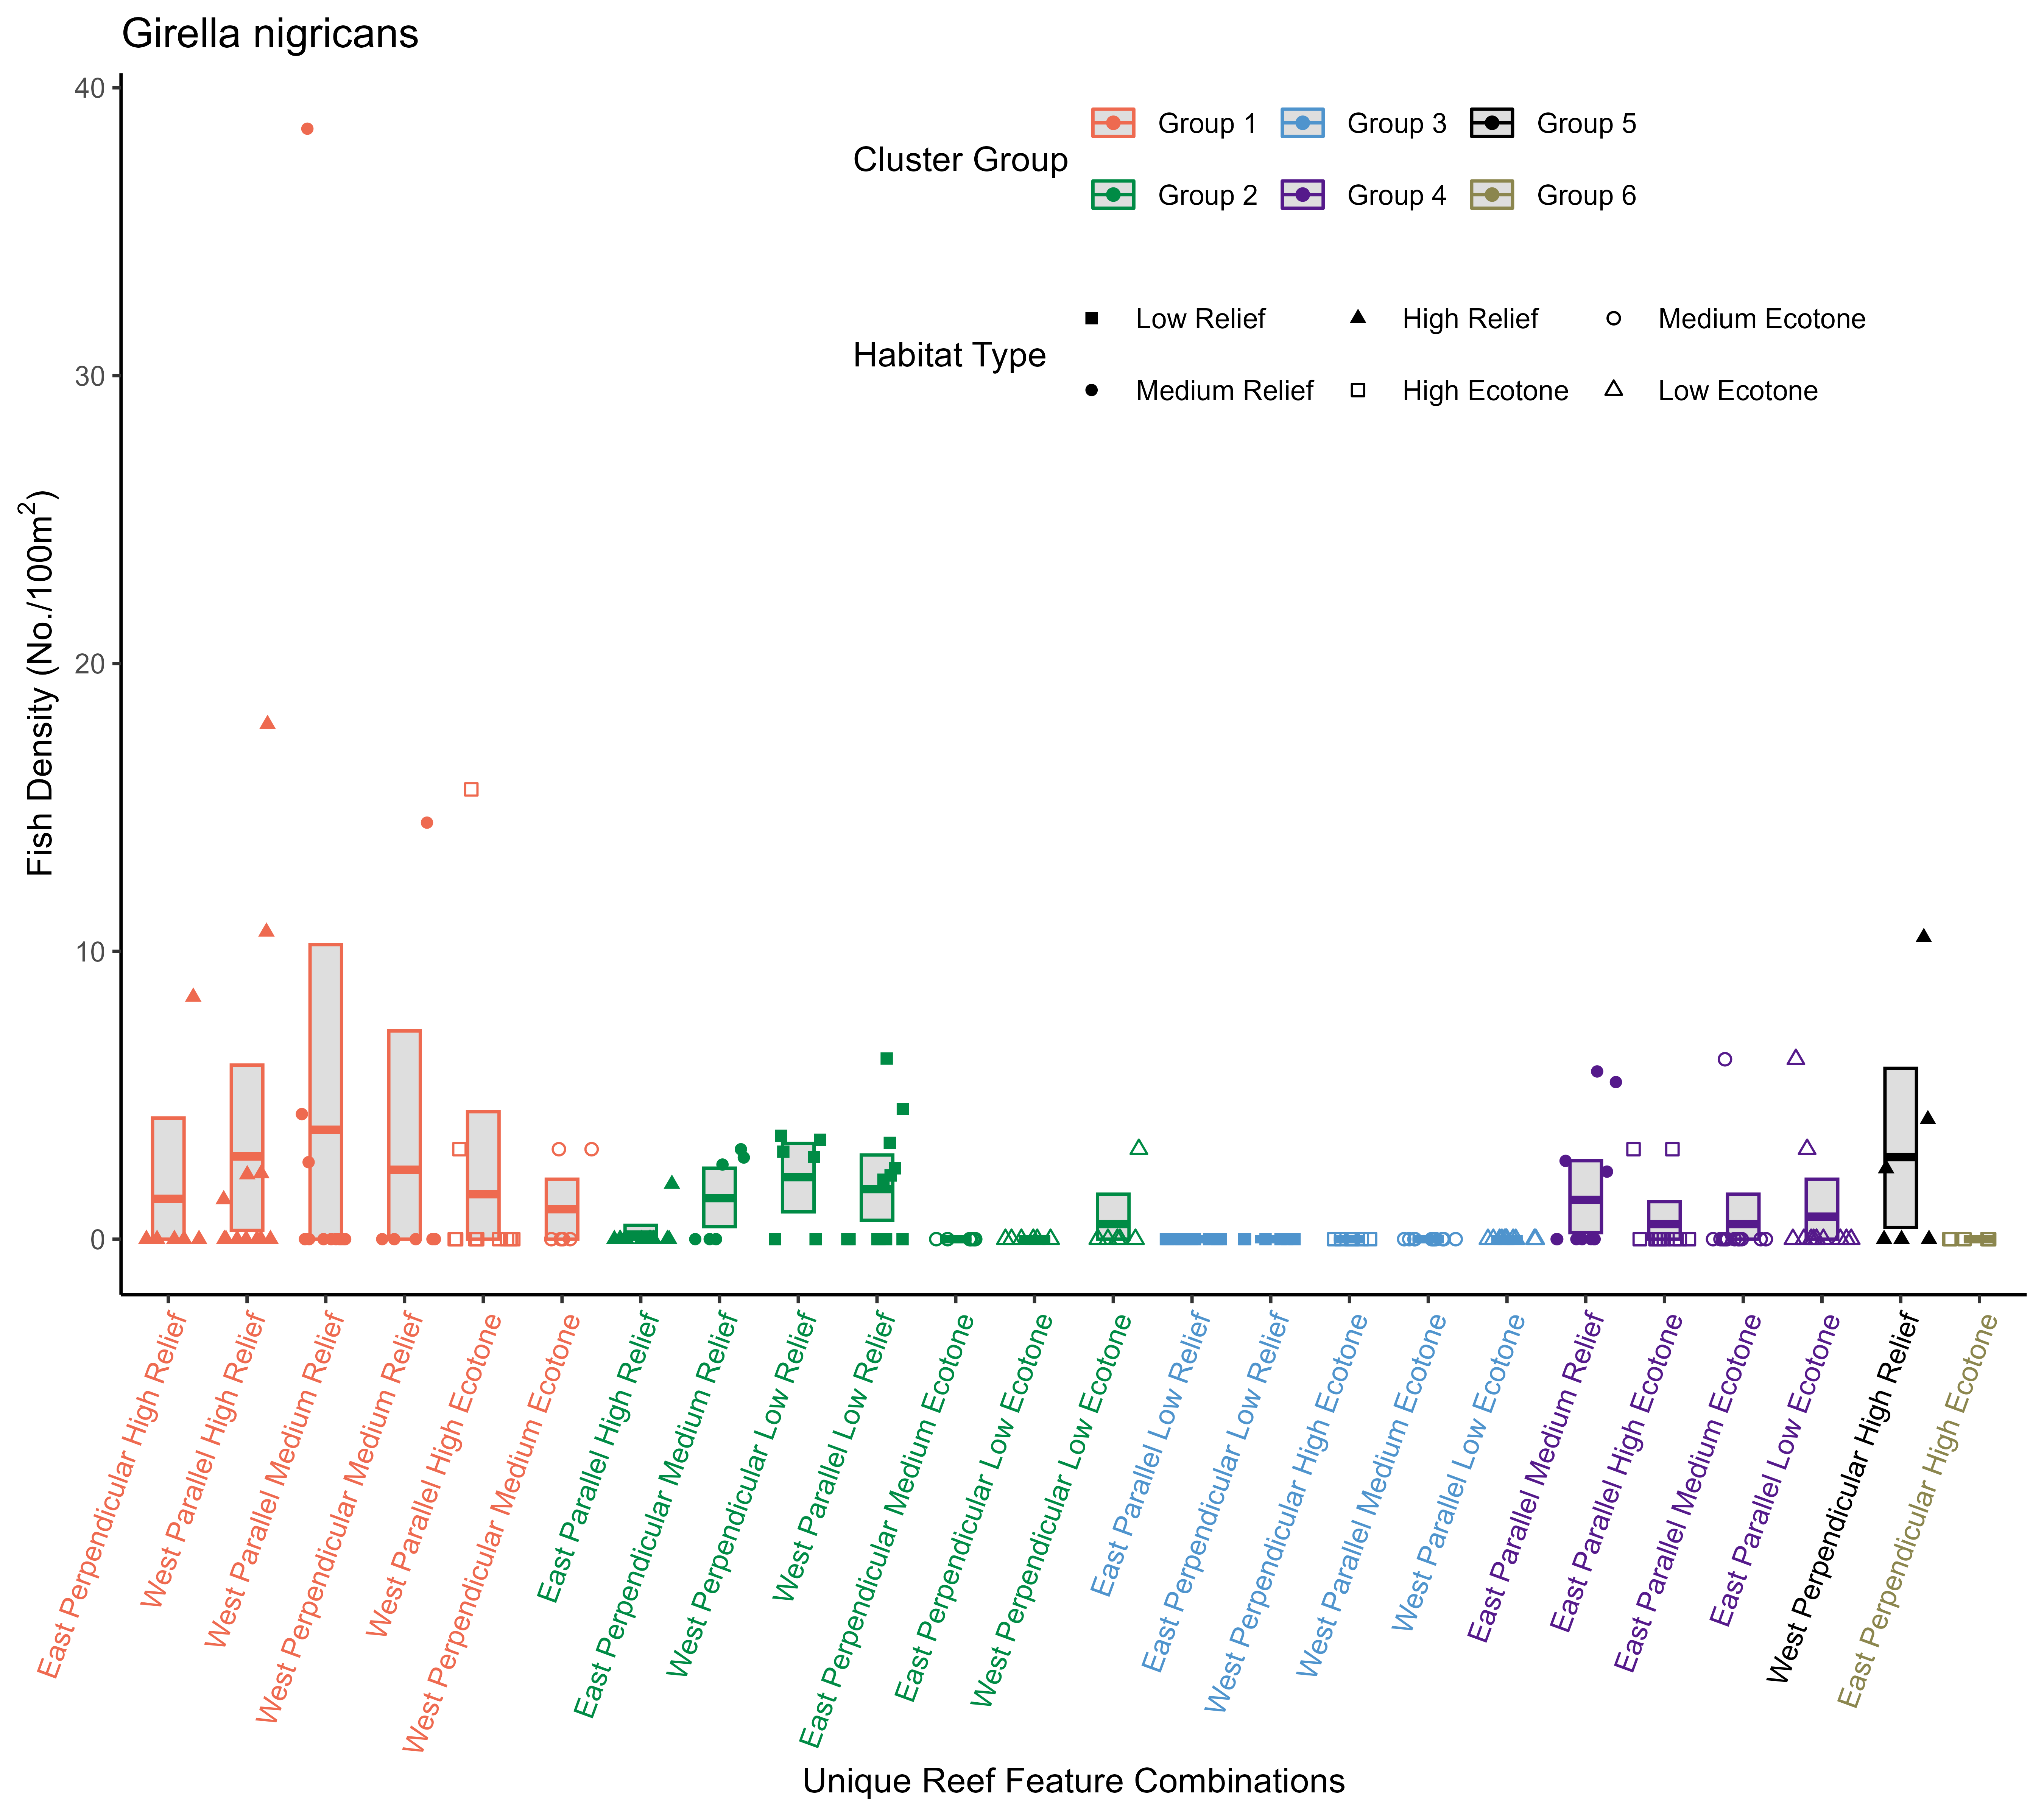 Girella nigricans
40
30
20
10
0
Fish Density (No./100m²)
Cluster Group
Group 1
Group 3
Group 5
Group 2
Group 4
Group 6
Habitat Type
Low Relief
High Relief
Medium Ecotone
Medium Relief
High Ecotone
Low Ecotone
East Perpendicular High Relief
West Parallel High Relief
West Parallel Medium Relief
West Perpendicular Medium Relief
West Parallel High Ecotone
West Perpendicular Medium Ecotone
East Parallel High Relief
East Perpendicular Medium Relief
West Perpendicular Low Relief
West Parallel Low Relief
East Perpendicular Medium Ecotone
East Perpendicular Low Ecotone
West Perpendicular Low Ecotone
East Parallel Low Relief
East Perpendicular Low Relief
West Perpendicular High Ecotone
West Parallel Medium Ecotone
West Parallel Low Ecotone
East Parallel Medium Relief
East Parallel High Ecotone
East Parallel Medium Ecotone
East Parallel Low Ecotone
West Perpendicular High Relief
East Perpendicular High Ecotone
Unique Reef Feature Combinations